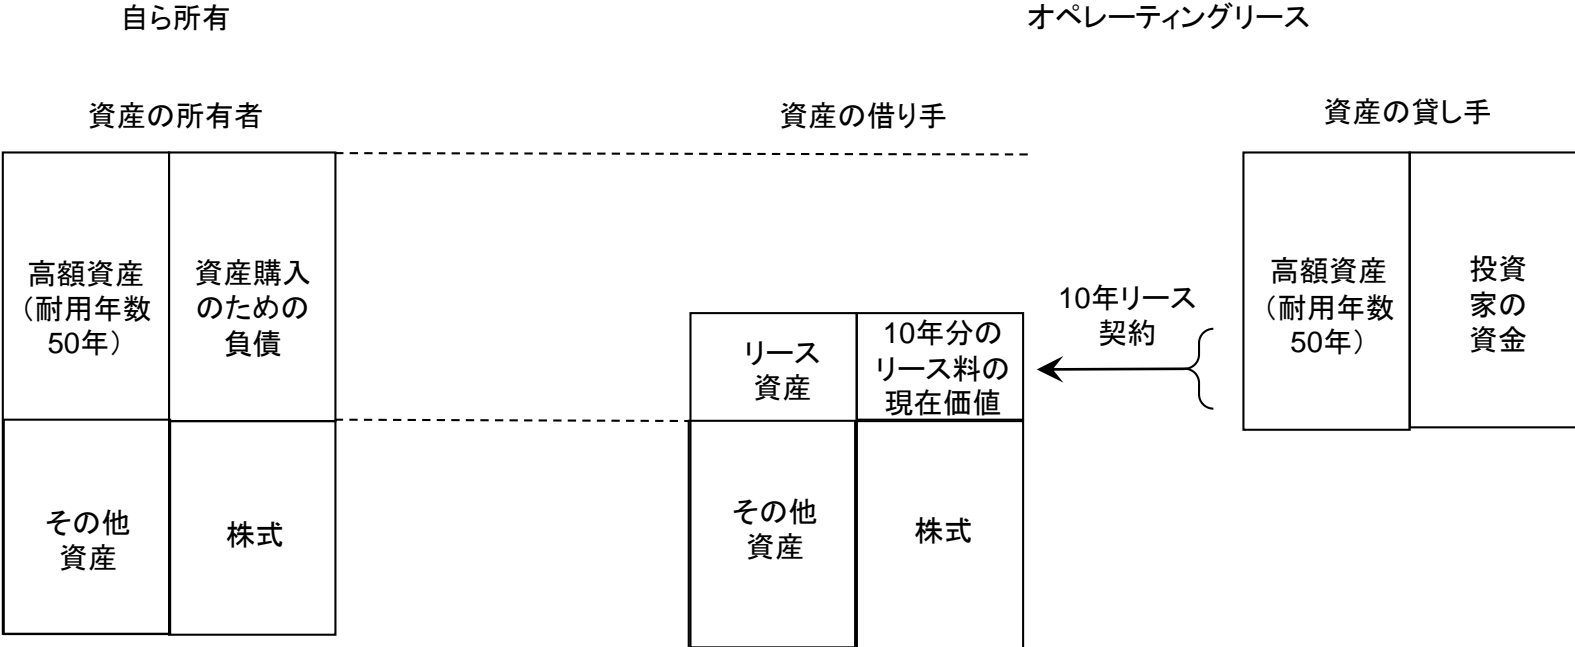 自ら所有
オペレーティングリース
資産の所有者
資産の借り手
資産の貸し手
高額資産
（耐用年数
50年）
資産購入
のための
負債
その他
資産
株式
リース
資産
10年分の
リース料の
現在価値
その他
資産
株式
10年リース
契約
高額資産
（耐用年数
50年）
投資
家の
資金